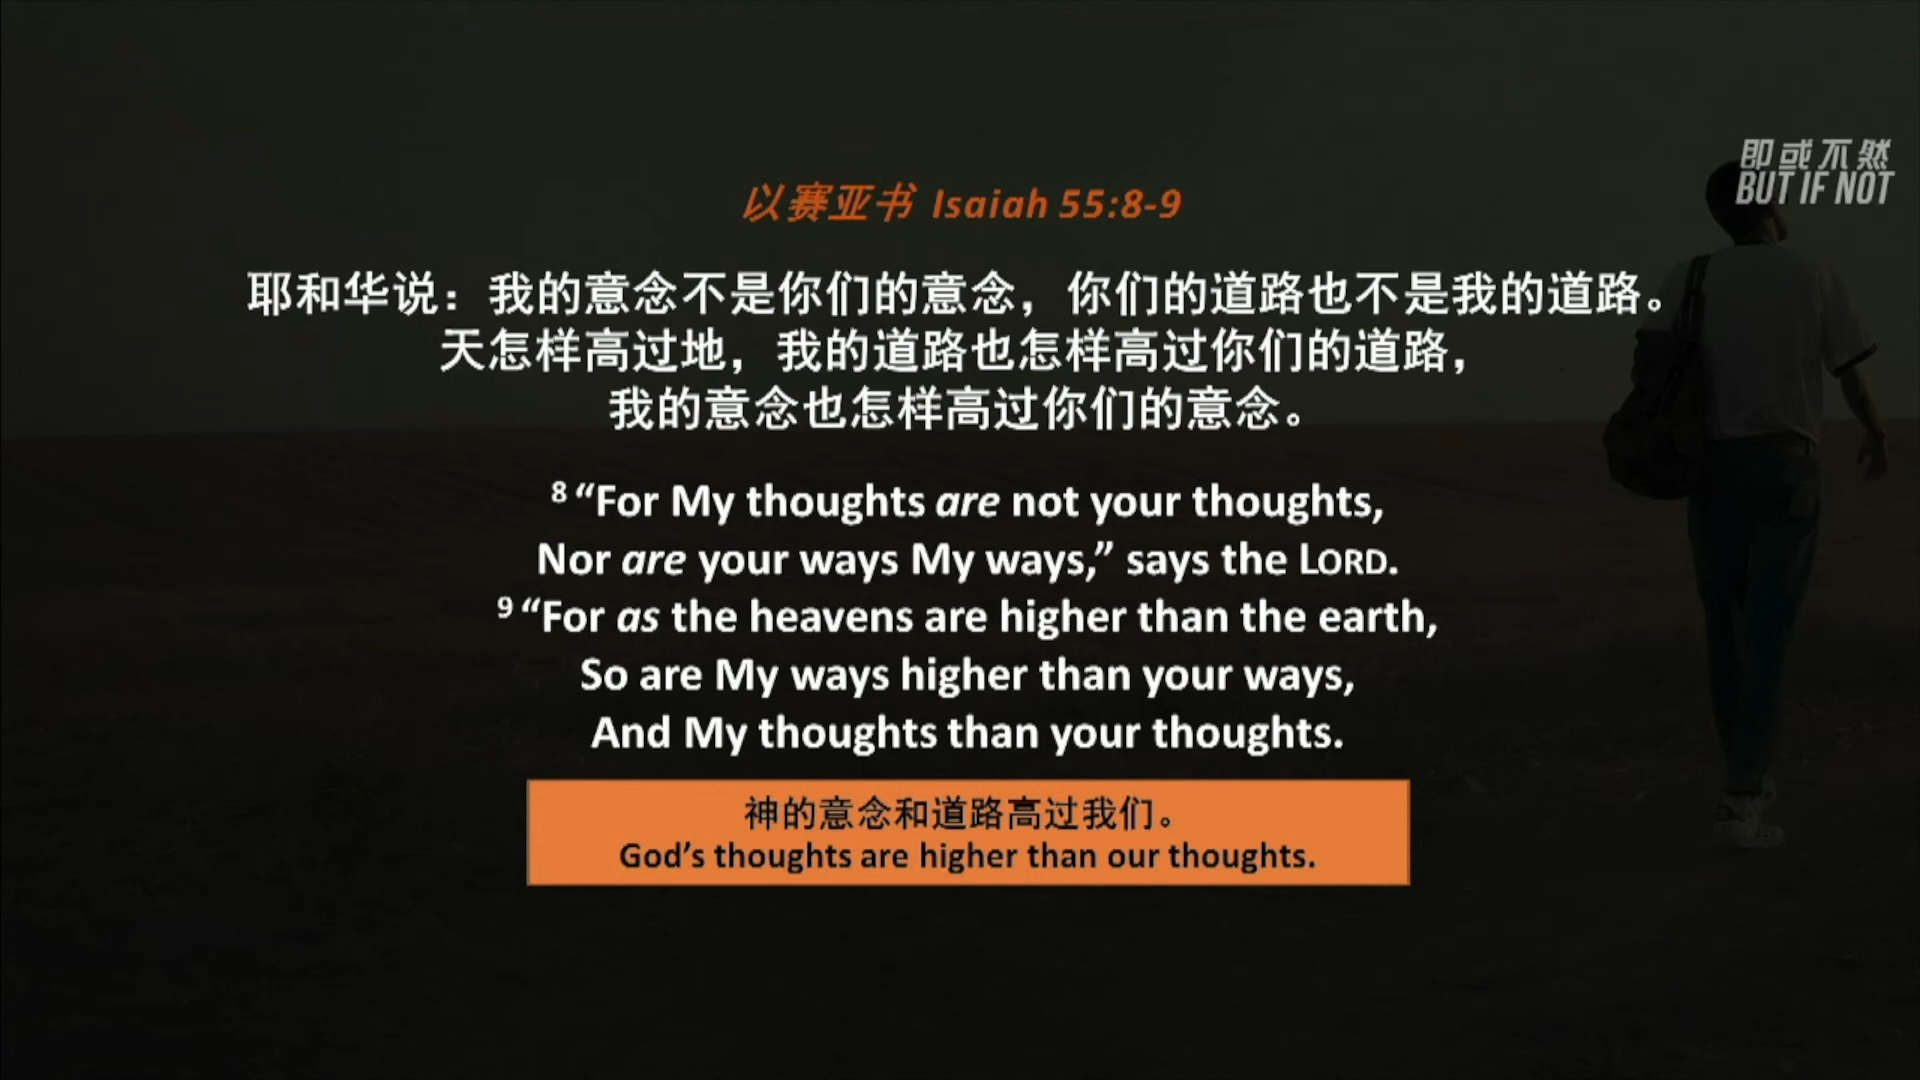 即或不然
BUT IF NOT
以赛亚书 Isaiah 55:8-9
耶和华说：我的意念不是你们的意念，你们的道路也不是我的道路。
天怎样高过地，我的道路也怎样高过你们的道路，
我的意念也怎样高过你们的意念。
8 “For My thoughts are not your thoughts,
Nor are your ways My ways,” says the LORD.
9 “For as the heavens are higher than the earth,
So are My ways higher than your ways,
And My thoughts than your thoughts.
神的意念和道路高过我们。
God’s thoughts are higher than our thoughts.